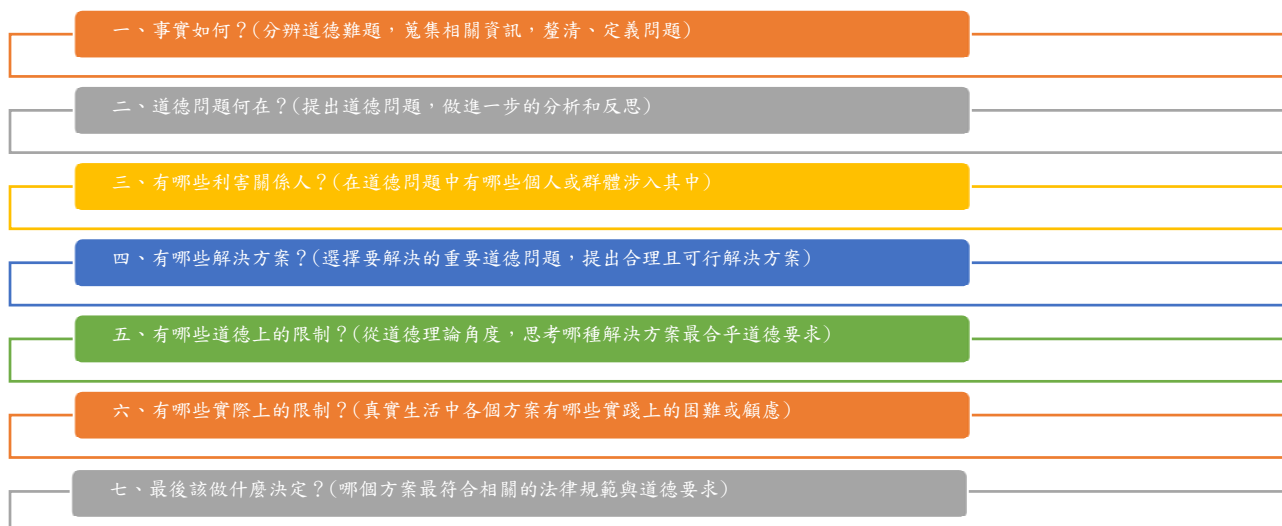 一、事實如何？(分辨道德難題，蒐集相關資訊，釐清、定義問題)
二、道德問題何在？(提出道德問題，做進一步的分析和反思)
三、有哪些利害關係人？(在道德問題中有哪些個人或群體涉入其中)
四、有哪些解決方案？(選擇要解決的重要道德問題，提出合理且可行解決方案)
五、有哪些道德上的限制？(從道德理論角度，思考哪種解決方案最合乎道德要求)
六、有哪些實際上的限制？(真實生活中各個方案有哪些實踐上的困難或顧慮)
七、最後該做什麼決定？(哪個方案最符合相關的法律規範與道德要求)